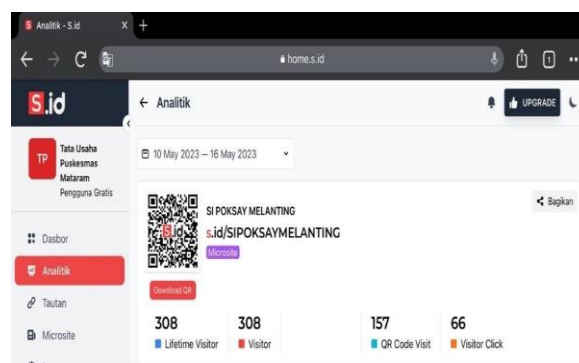 S Analitik - S.id
home.s.id
1
S.id
Analitik
UPGRADE
TP
Tata Usaha
Puskesmas
Mataram
Pengguna Gratis
10 May 2023 — 16 May 2023
Bagikan
S.id
SI POKSAY MELANTING
s.id/SIPOKSAYMELANTING
Microsite
Download QR
Dasbor
Analitik
Tautan
Microsite
308
Lifetime Visitor
308
Visitor
157
QR Code Visit
66
Visitor Click